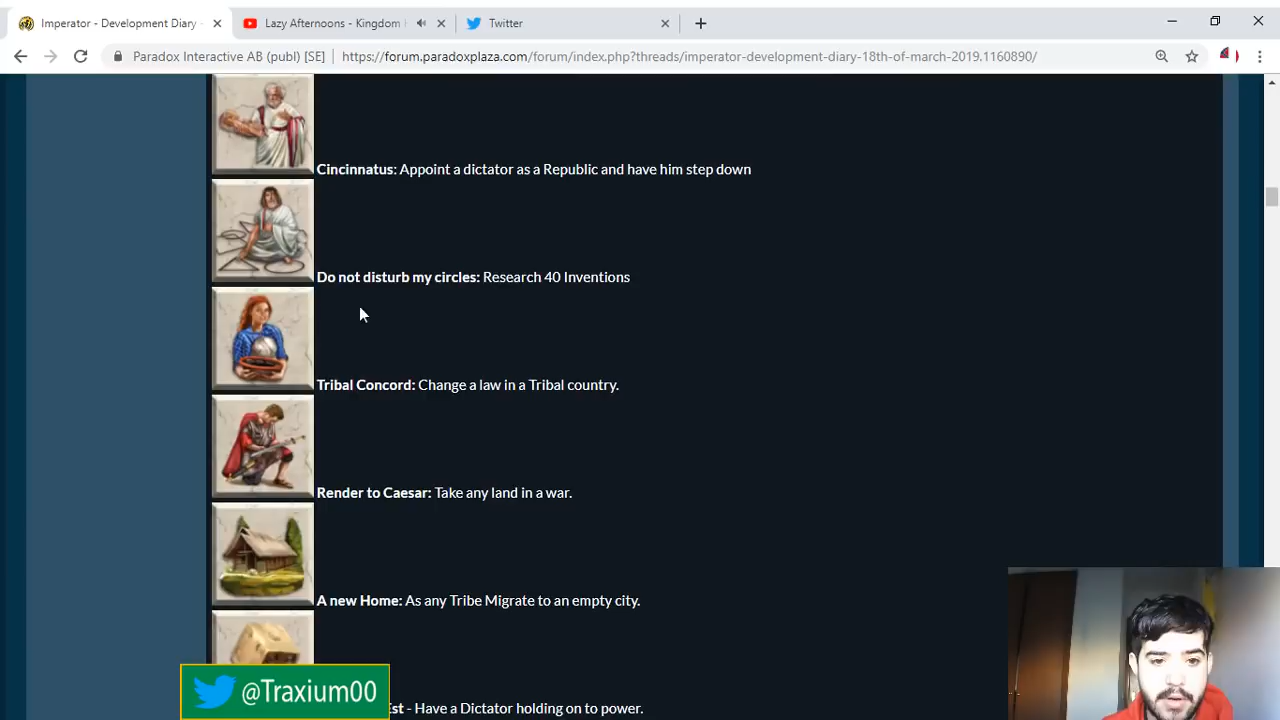 Imperator - Development Diary
Lazy Afternoons - Kingdom
Twitter
Paradox Interactive AB (publ) [SE]
https://forum.paradoxplaza.com/forum/index.php?threads/imperator-development-diary-18th-of-march-2019.1160890/
Cincinnatus: Appoint a dictator as a Republic and have him step down
Do not disturb my circles: Research 40 Inventions
Tribal Concord: Change a law in a Tribal country.
Render to Caesar: Take any land in a war.
A new Home: As any Tribe Migrate to an empty city.
@Traxium00
- Have a Dictator holding on to power.